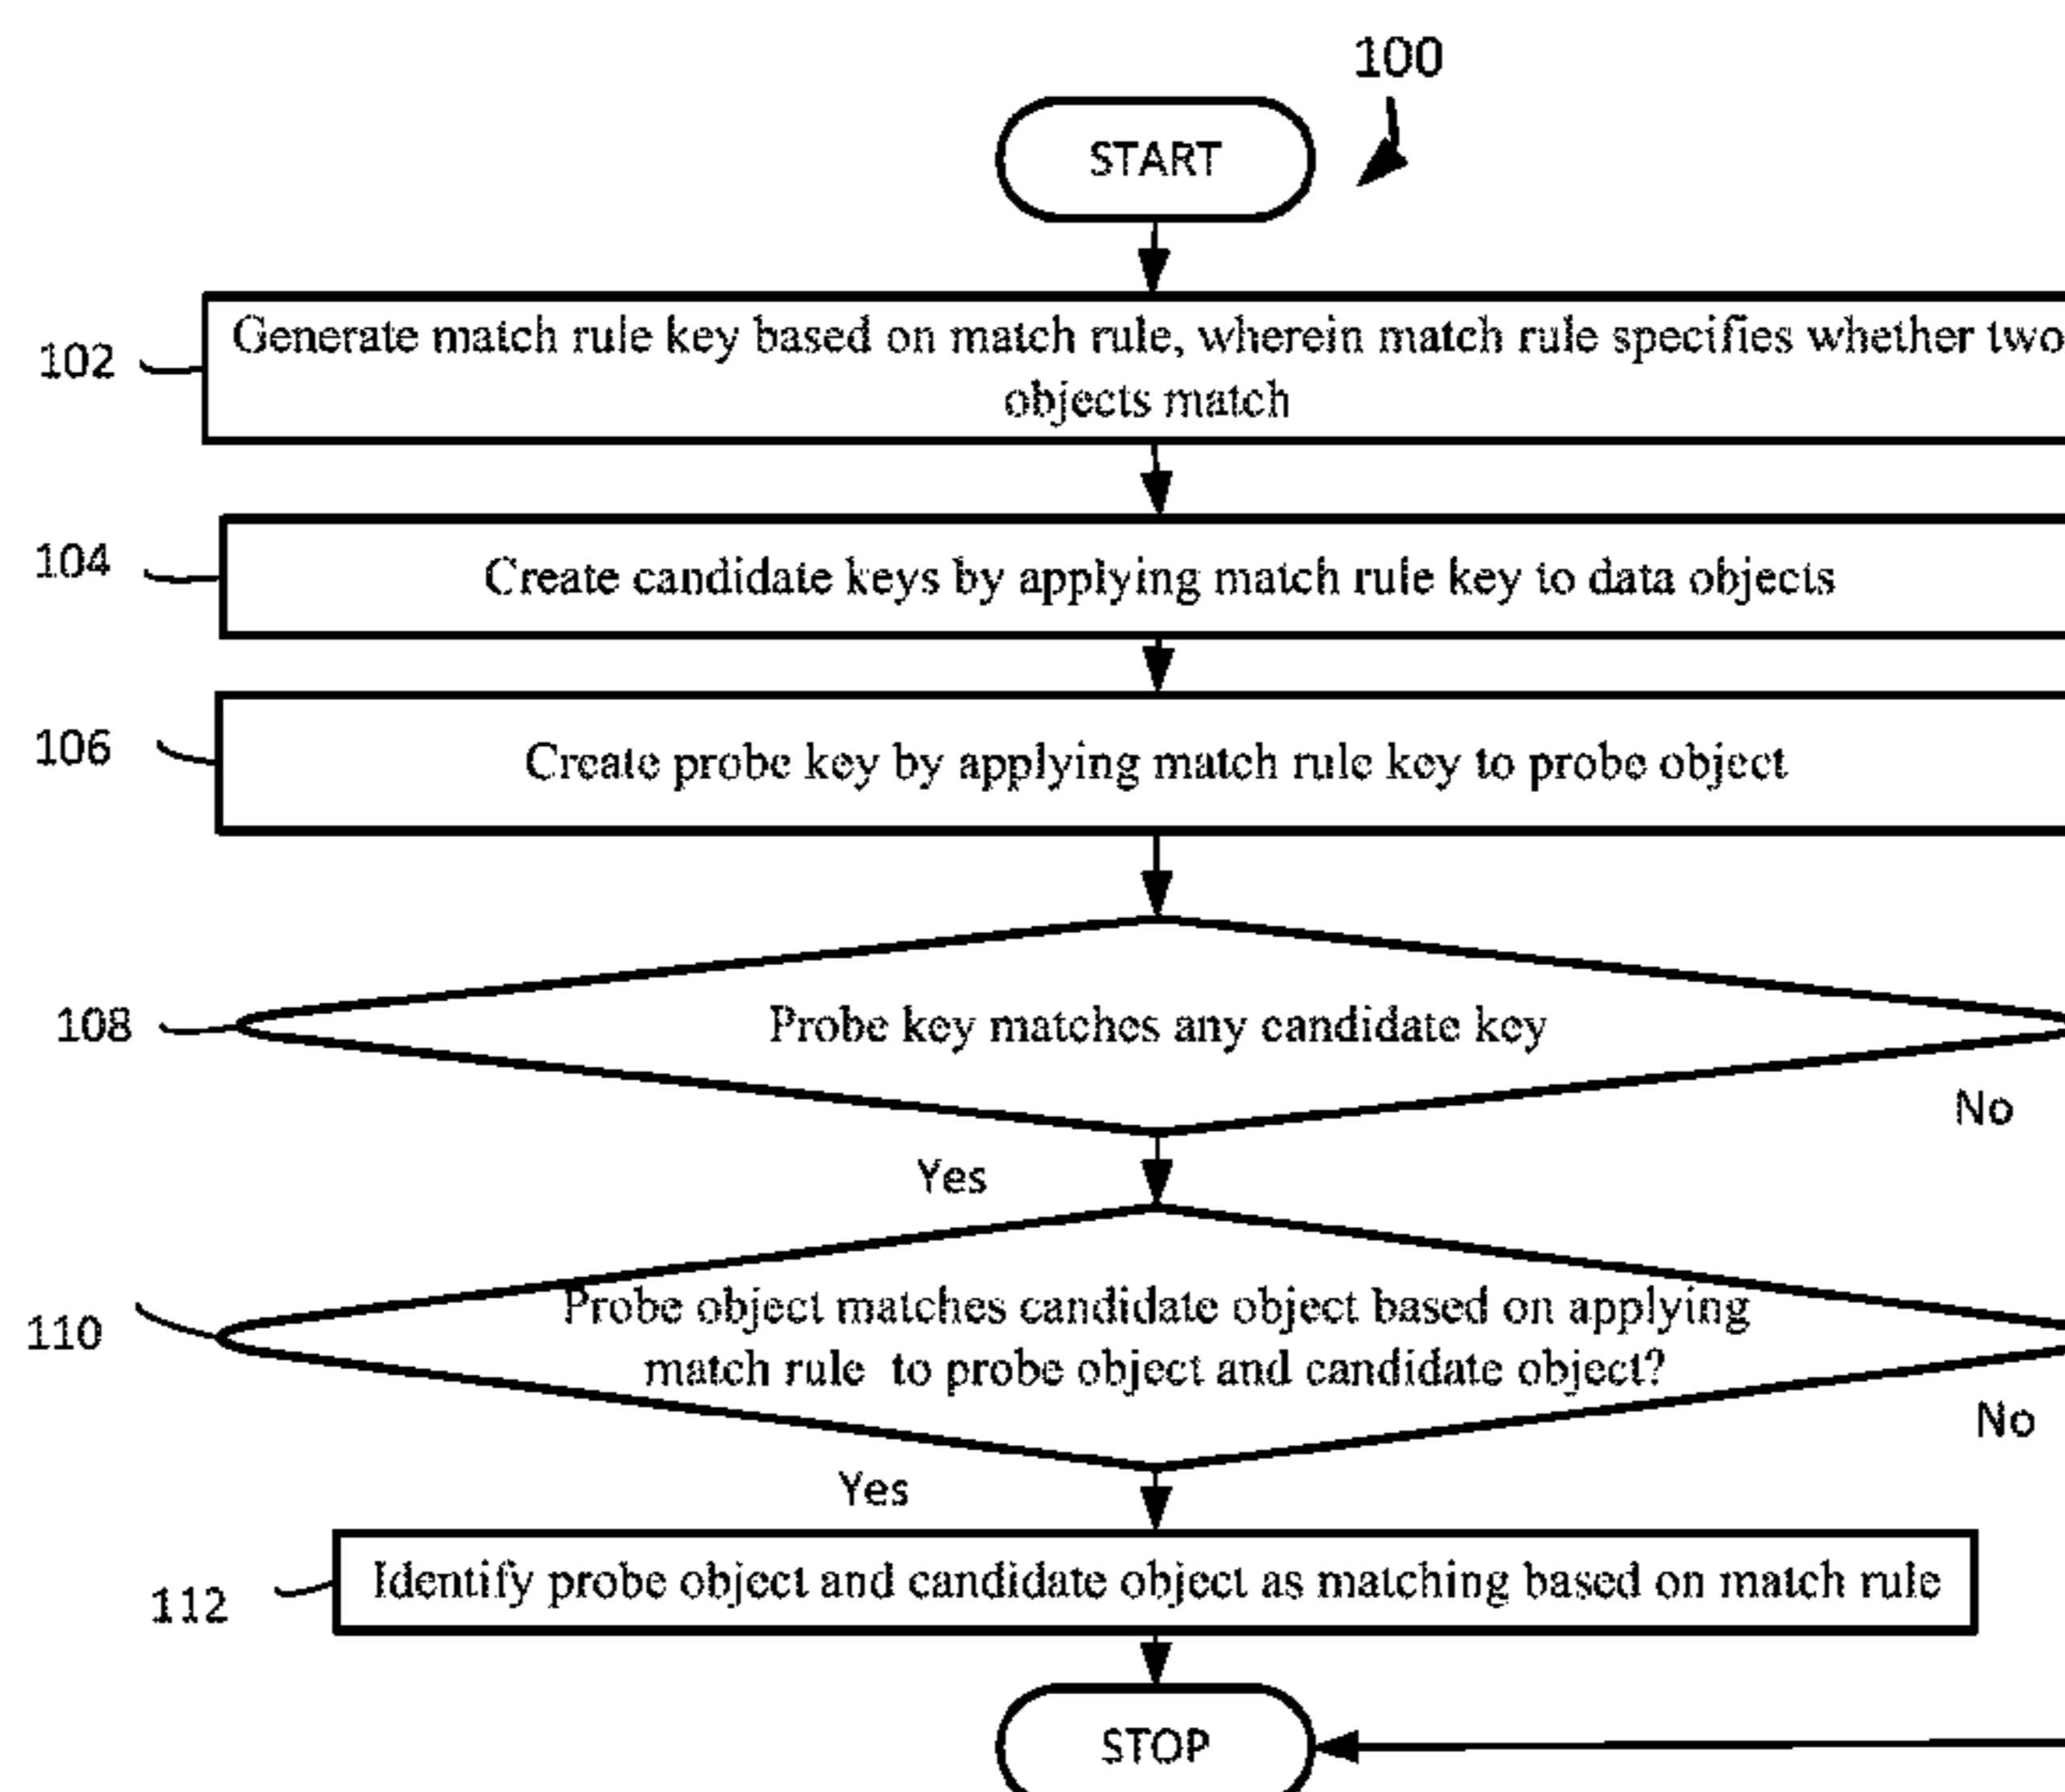 100
START
102
Generate match rule key based on match rule, wherein match rule specifies whether two
objects match
104
Create candidate keys by applying match rule key to data objects
106
Create probe key by applying match rule key to probe object
108
Probe key matches any candidate key
No
Yes
110
Probe object matches candidate object based on applying
match rule to probe object and candidate object?
No
Yes
112
Identify probe object and candidate object as matching based on match rule
STOP